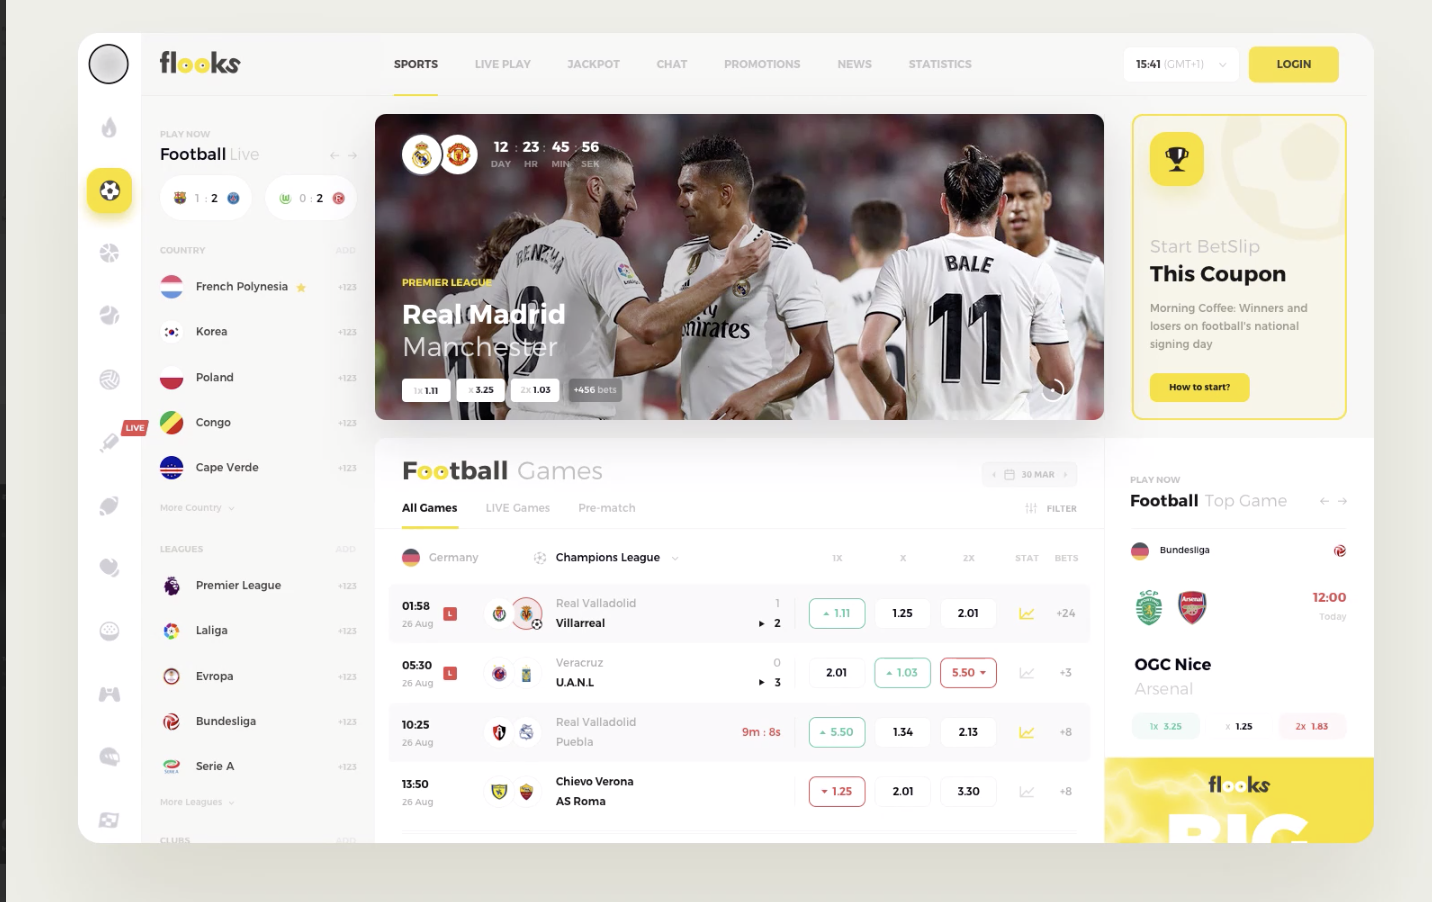 flooks
SPORTS
LIVE PLAY
JACKPOT
CHAT
PROMOTIONS
NEWS
STATISTICS
15:41 (GMT+1)
LOGIN
PLAY NOW
Football Live
1 : 2
0 : 2
COUNTRY
ADD
French Polynesia
+123
Korea
+123
Poland
+123
LIVE
Congo
+123
Cape Verde
+123
More Country
LEAGUES
ADD
Premier League
+123
Laliga
+123
Evropa
+123
Bundesliga
+123
Serie A
+123
More Leagues
CLUBS
ADD
12 : 23 : 45 : 56
DAY HR MIN SEK
BENZEMA
9
BALE
11
Emirates
PREMIER LEAGUE
Real Madrid
Manchester
1x 1.11
x 3.25
2x 1.03
+456 bets
Start BetSlip
This Coupon
Morning Coffee: Winners and
losers on football's national
signing day
How to start?
Football Games
30 MAR
All Games
LIVE Games
Pre-match
FILTER
Germany
Champions League
1X
X
2X
STAT
BETS
01:58
26 Aug
L
Real Valladolid
1
Villarreal
2
1.11
1.25
2.01
+24
05:30
26 Aug
L
Veracruz
0
U.A.N.L
3
2.01
1.03
5.50
+3
10:25
26 Aug
Real Valladolid
Puebla
9m : 8s
5.50
1.34
2.13
+8
13:50
26 Aug
Chievo Verona
AS Roma
1.25
2.01
3.30
+8
PLAY NOW
Football Top Game
Bundesliga
SCP
Arsenal
12:00
Today
OGC Nice
Arsenal
1x 3.25
x 1.25
2x 1.83
flooks
BIG